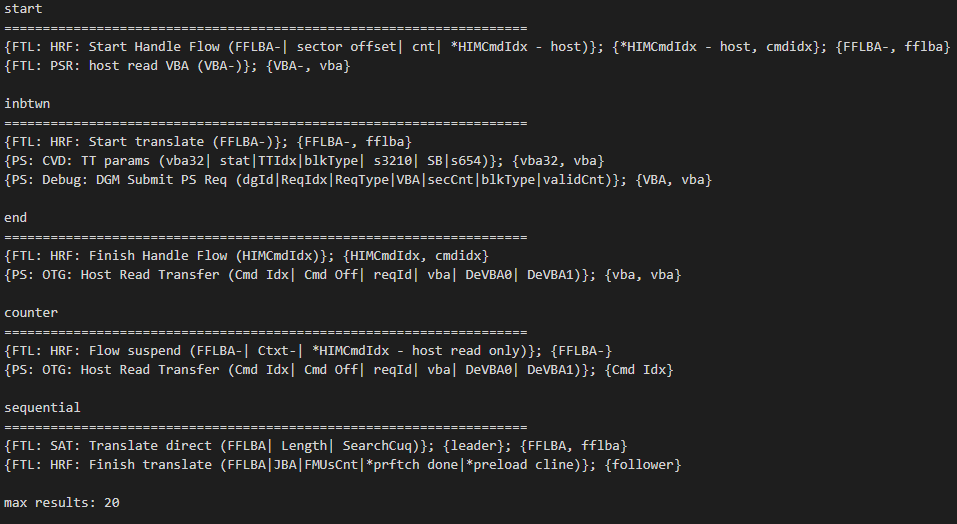 start
====================================================================
{FTL: HRF: Start Handle Flow (FFLBA-| sector offset| cnt| *HIMCmdIdx - host)}; {*HIMCmdIdx - host, cmdidx}; {FFLBA-, fflba}
{FTL: PSR: host read VBA (VBA-)}; {VBA-, vba}
inbtwn
====================================================================
{FTL: HRF: Start translate (FFLBA-)}; {FFLBA-, fflba}
{PS: CVD: TT params (vba32| stat|TTIdx|blkType| s3210| SB|s654)}; {vba32, vba}
{PS: Debug: DGM Submit PS Req (dgId|ReqIdx|ReqType|VBA|secCnt|blkType|validCnt)}; {VBA, vba}
end
====================================================================
{FTL: HRF: Finish Handle Flow (HIMCmdIdx)}; {HIMCmdIdx, cmdidx}
{PS: OTG: Host Read Transfer (Cmd Idx| Cmd Off| reqId| vba| DeVBA0| DeVBA1)}; {vba, vba}
counter
====================================================================
{FTL: HRF: Flow suspend (FFLBA-| Ctxt-| *HIMCmdIdx - host read only)}; {FFLBA-}
{PS: OTG: Host Read Transfer (Cmd Idx| Cmd Off| reqId| vba| DeVBA0| DeVBA1)}; {Cmd Idx}
sequential
====================================================================
{FTL: SAT: Translate direct (FFLBA| Length| SearchCuq)}; {leader}; {FFLBA, fflba}
{FTL: HRF: Finish translate (FFLBA|JBA|FMUsCnt|*prftch done|*preload cline)}; {follower}
max results: 20